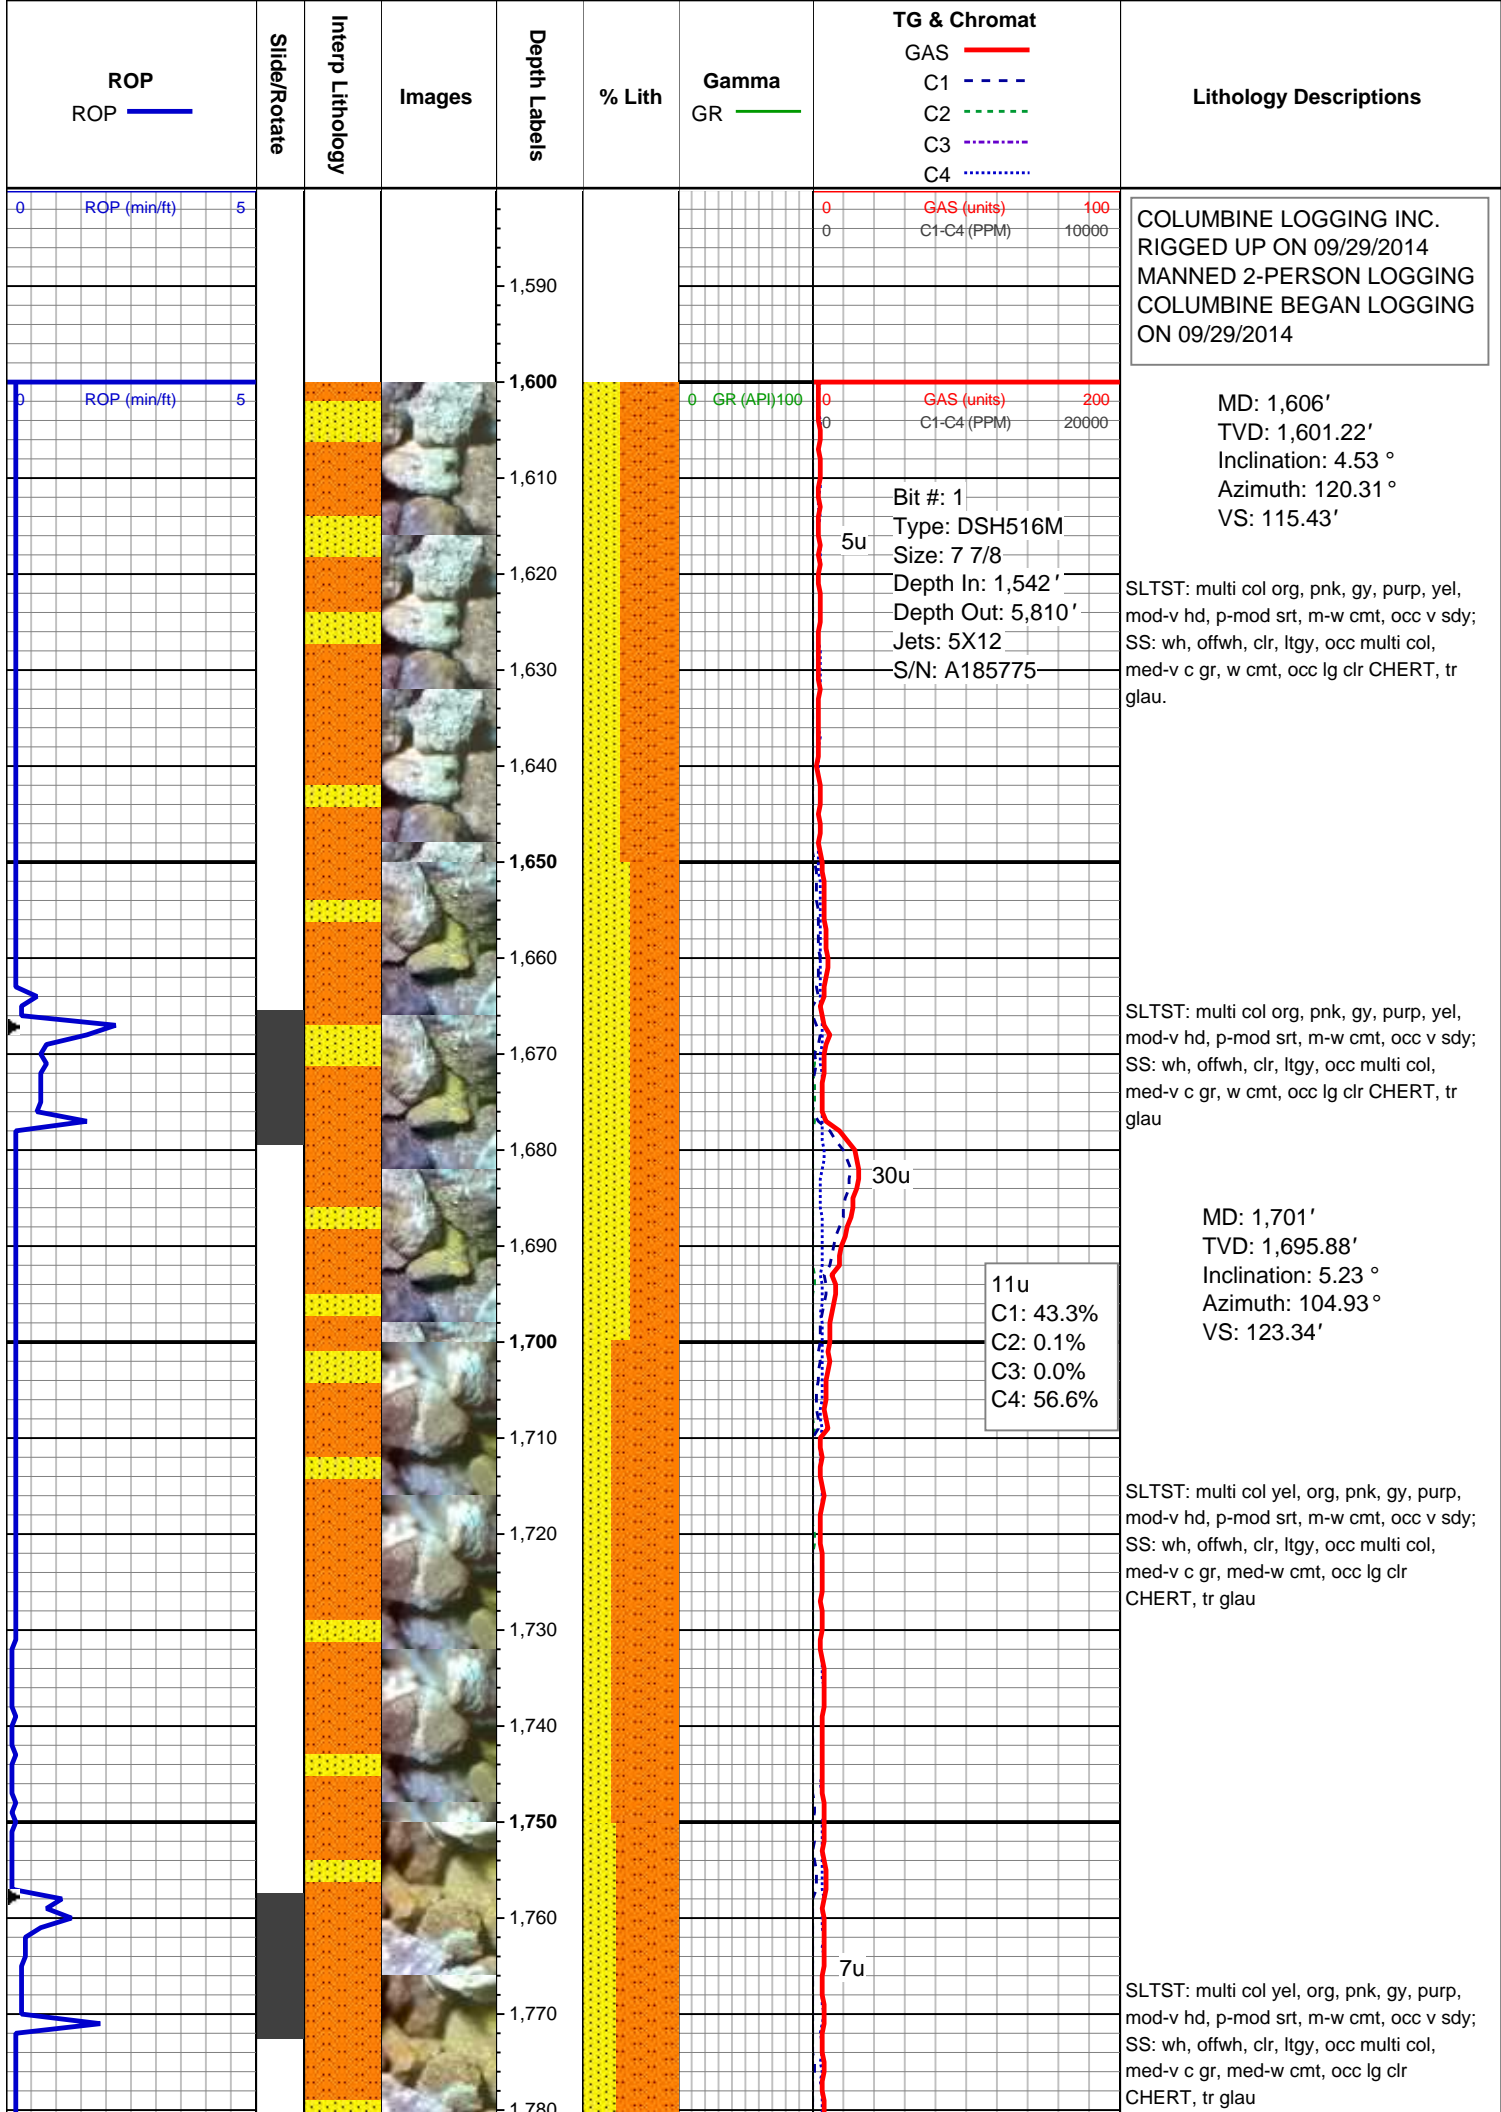 ROP
ROP
Slide/Rotate
Interp Lithology
Images
Depth Labels
% Lith
Gamma
GR
TG & Chromat
GAS
C1
C2
C3
C4
Lithology Descriptions
0 ROP (min/ft) 5
0 GAS (units) 100
0 C1-C4 (PPM) 10000
COLUMBINE LOGGING INC.
RIGGED UP ON 09/29/2014
MANNED 2-PERSON LOGGING
COLUMBINE BEGAN LOGGING
ON 09/29/2014
1,590
1,600
0 ROP (min/ft) 5
0 GR (API)100
0 GAS (units) 200
0 C1-C4 (PPM) 20000
MD: 1,606'
TVD: 1,601.22'
Inclination: 4.53 °
Azimuth: 120.31 °
VS: 115.43'
1,610
Bit #: 1
Type: DSH516M
Size: 7 7/8
Depth In: 1,542'
Depth Out: 5,810'
Jets: 5X12
S/N: A185775
5u
1,620
SLTST: multi col org, pnk, gy, purp, yel,
mod-v hd, p-mod srt, m-w cmt, occ v sdy;
SS: wh, offwh, clr, ltgy, occ multi col,
med-v c gr, w cmt, occ lg clr CHERT, tr
glau.
1,630
1,640
1,650
1,660
SLTST: multi col org, pnk, gy, purp, yel,
mod-v hd, p-mod srt, m-w cmt, occ v sdy;
SS: wh, offwh, clr, ltgy, occ multi col,
med-v c gr, w cmt, occ lg clr CHERT, tr
glau
1,670
1,680
30u
MD: 1,701'
TVD: 1,695.88'
Inclination: 5.23 °
Azimuth: 104.93 °
VS: 123.34'
1,690
11u
C1: 43.3%
C2: 0.1%
C3: 0.0%
C4: 56.6%
1,700
1,710
SLTST: multi col yel, org, pnk, gy, purp,
mod-v hd, p-mod srt, m-w cmt, occ v sdy;
SS: wh, offwh, clr, ltgy, occ multi col,
med-v c gr, med-w cmt, occ lg clr
CHERT, tr glau
1,720
1,730
1,740
1,750
1,760
7u
SLTST: multi col yel, org, pnk, gy, purp,
mod-v hd, p-mod srt, m-w cmt, occ v sdy;
SS: wh, offwh, clr, ltgy, occ multi col,
med-v c gr, med-w cmt, occ lg clr
CHERT, tr glau
1,770
1,780